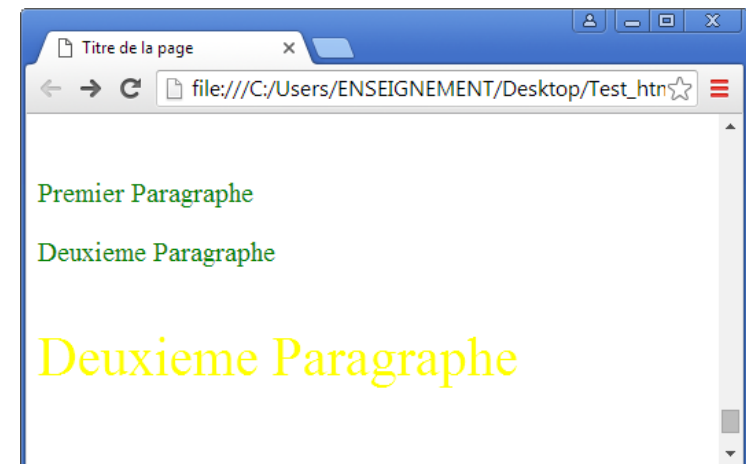 Titre de la page
file:///C:/Users/ENSEIGNEMENT/Desktop/Test_htm
Premier Paragraphe
Deuxieme Paragraphe
Deuxieme Paragraphe